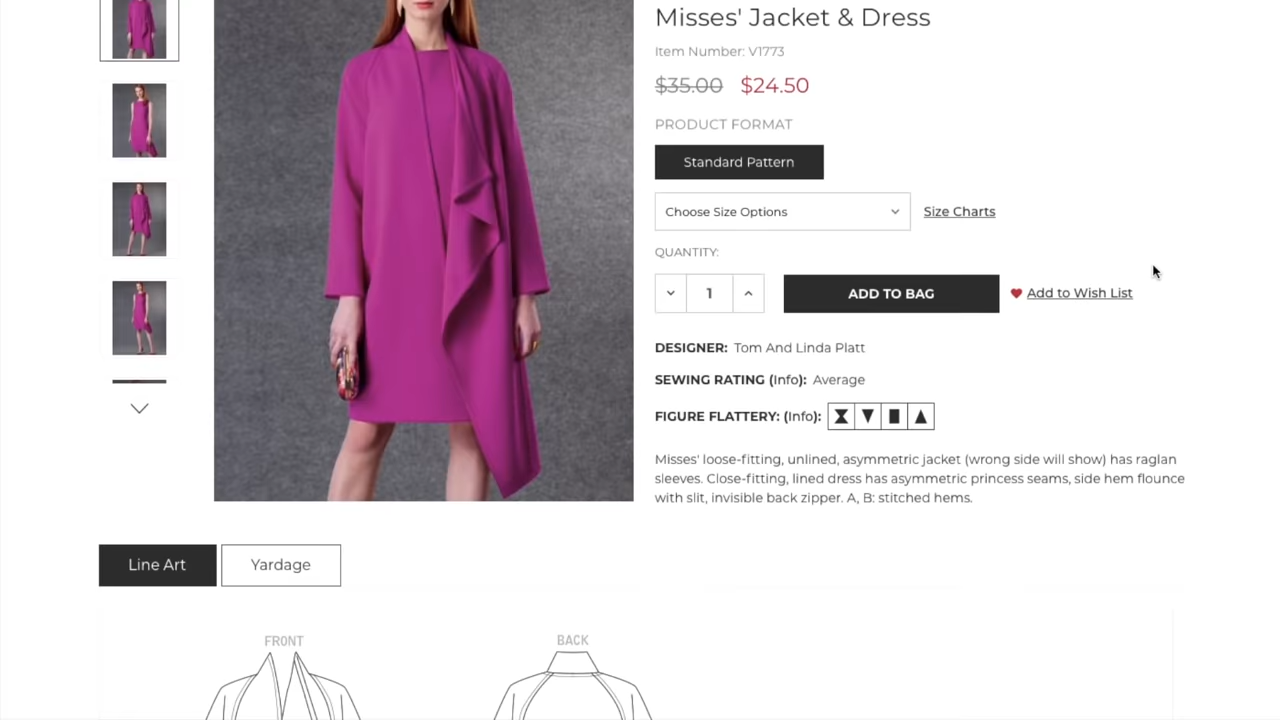 Misses' Jacket & Dress
Item Number: V1773
$35.00 $24.50
PRODUCT FORMAT
Standard Pattern
Choose Size Options
Size Charts
QUANTITY:
1
ADD TO BAG
Add to Wish List
DESIGNER: Tom And Linda Platt
SEWING RATING (Info): Average
FIGURE FLATTERY: (Info):
Misses' loose-fitting, unlined, asymmetric jacket (wrong side will show) has raglan
sleeves. Close-fitting, lined dress has asymmetric princess seams, side hem flounce
with slit, invisible back zipper. A, B: stitched hems.
Line Art
Yardage
FRONT
BACK